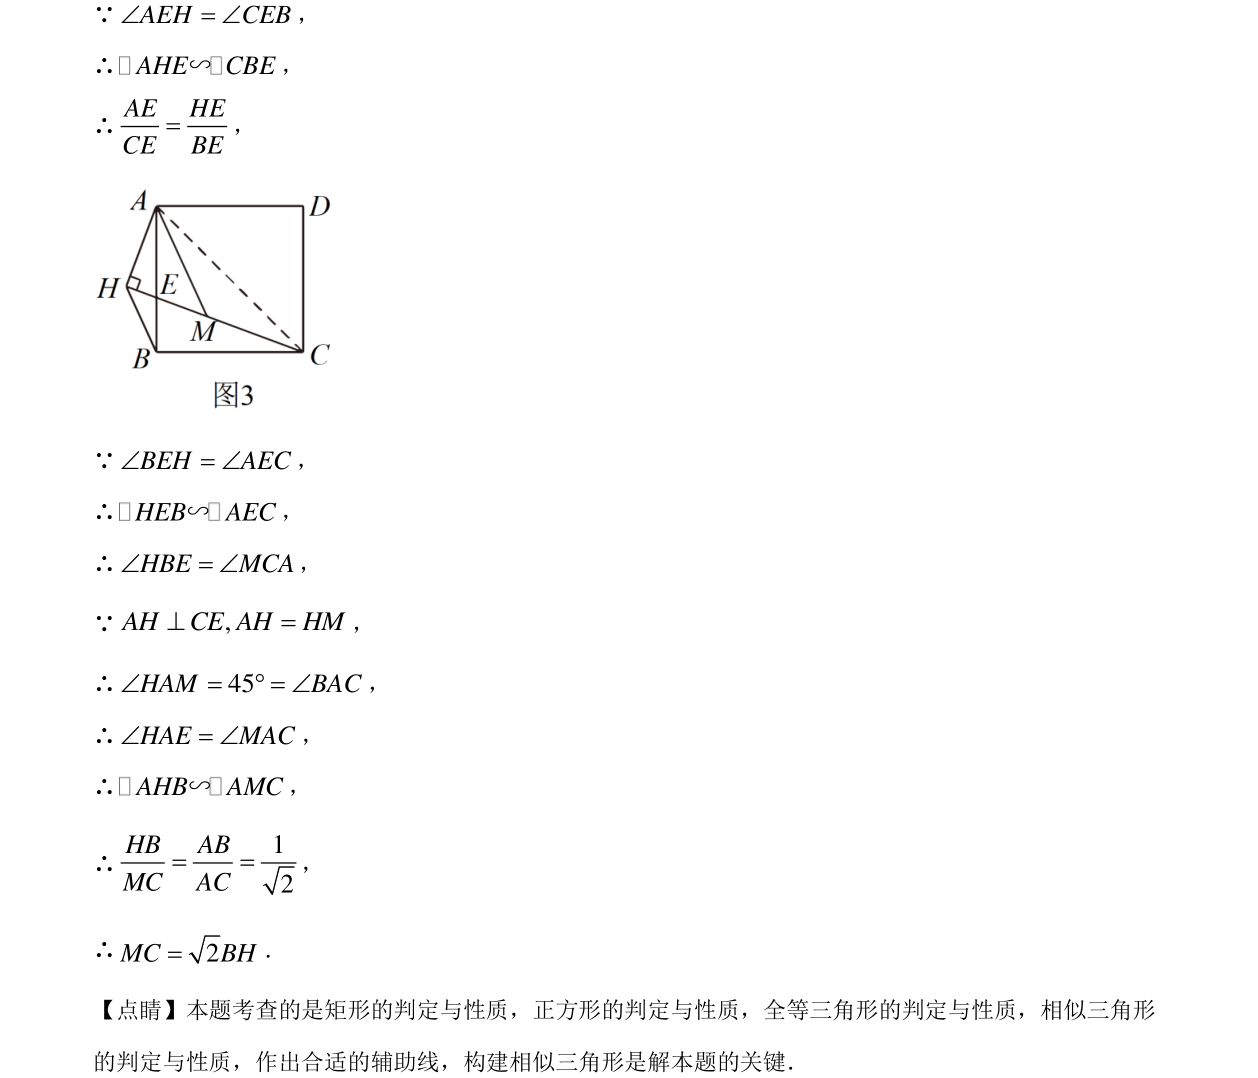 ∵∠AEH=∠CEB，
∴□AHE∽□CBE，
∴AE/CE=HE/BE，
A
D
H
E
M
B
C
图3
∵∠BEH=∠AEC，
∴□HEB∽□AEC，
∴∠HBE=∠MCA，
∵AH⊥CE,AH=HM，
∴∠HAM=45°=∠BAC，
∴∠HAE=∠MAC，
∴□AHB∽□AMC，
∴HB/MC=AB/AC=1/√2，
∴MC=√2BH．
【点睛】本题考查的是矩形的判定与性质，正方形的判定与性质，全等三角形的判定与性质，相似三角形
的判定与性质，作出合适的辅助线，构建相似三角形是解本题的关键．